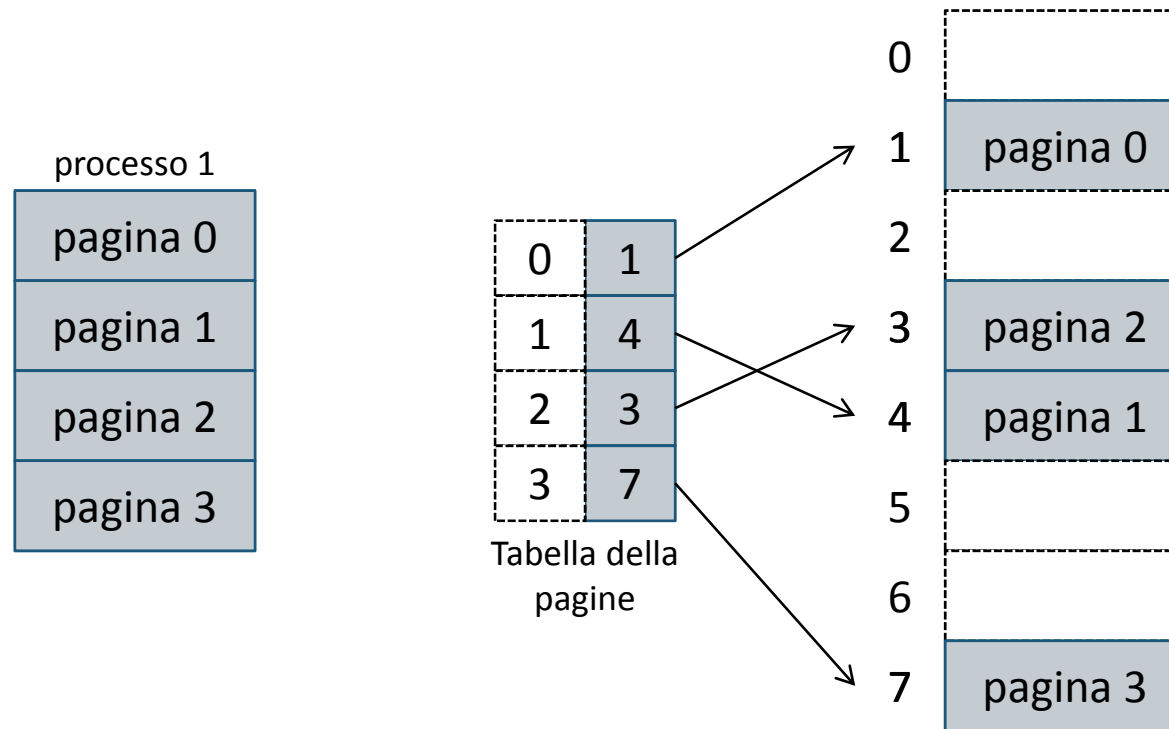 processo 1
pagina 0
pagina 1
pagina 2
pagina 3
0 1
1 4
2 3
3 7
Tabella della
pagine
0
1 pagina 0
2
3 pagina 2
4 pagina 1
5
6
7 pagina 3